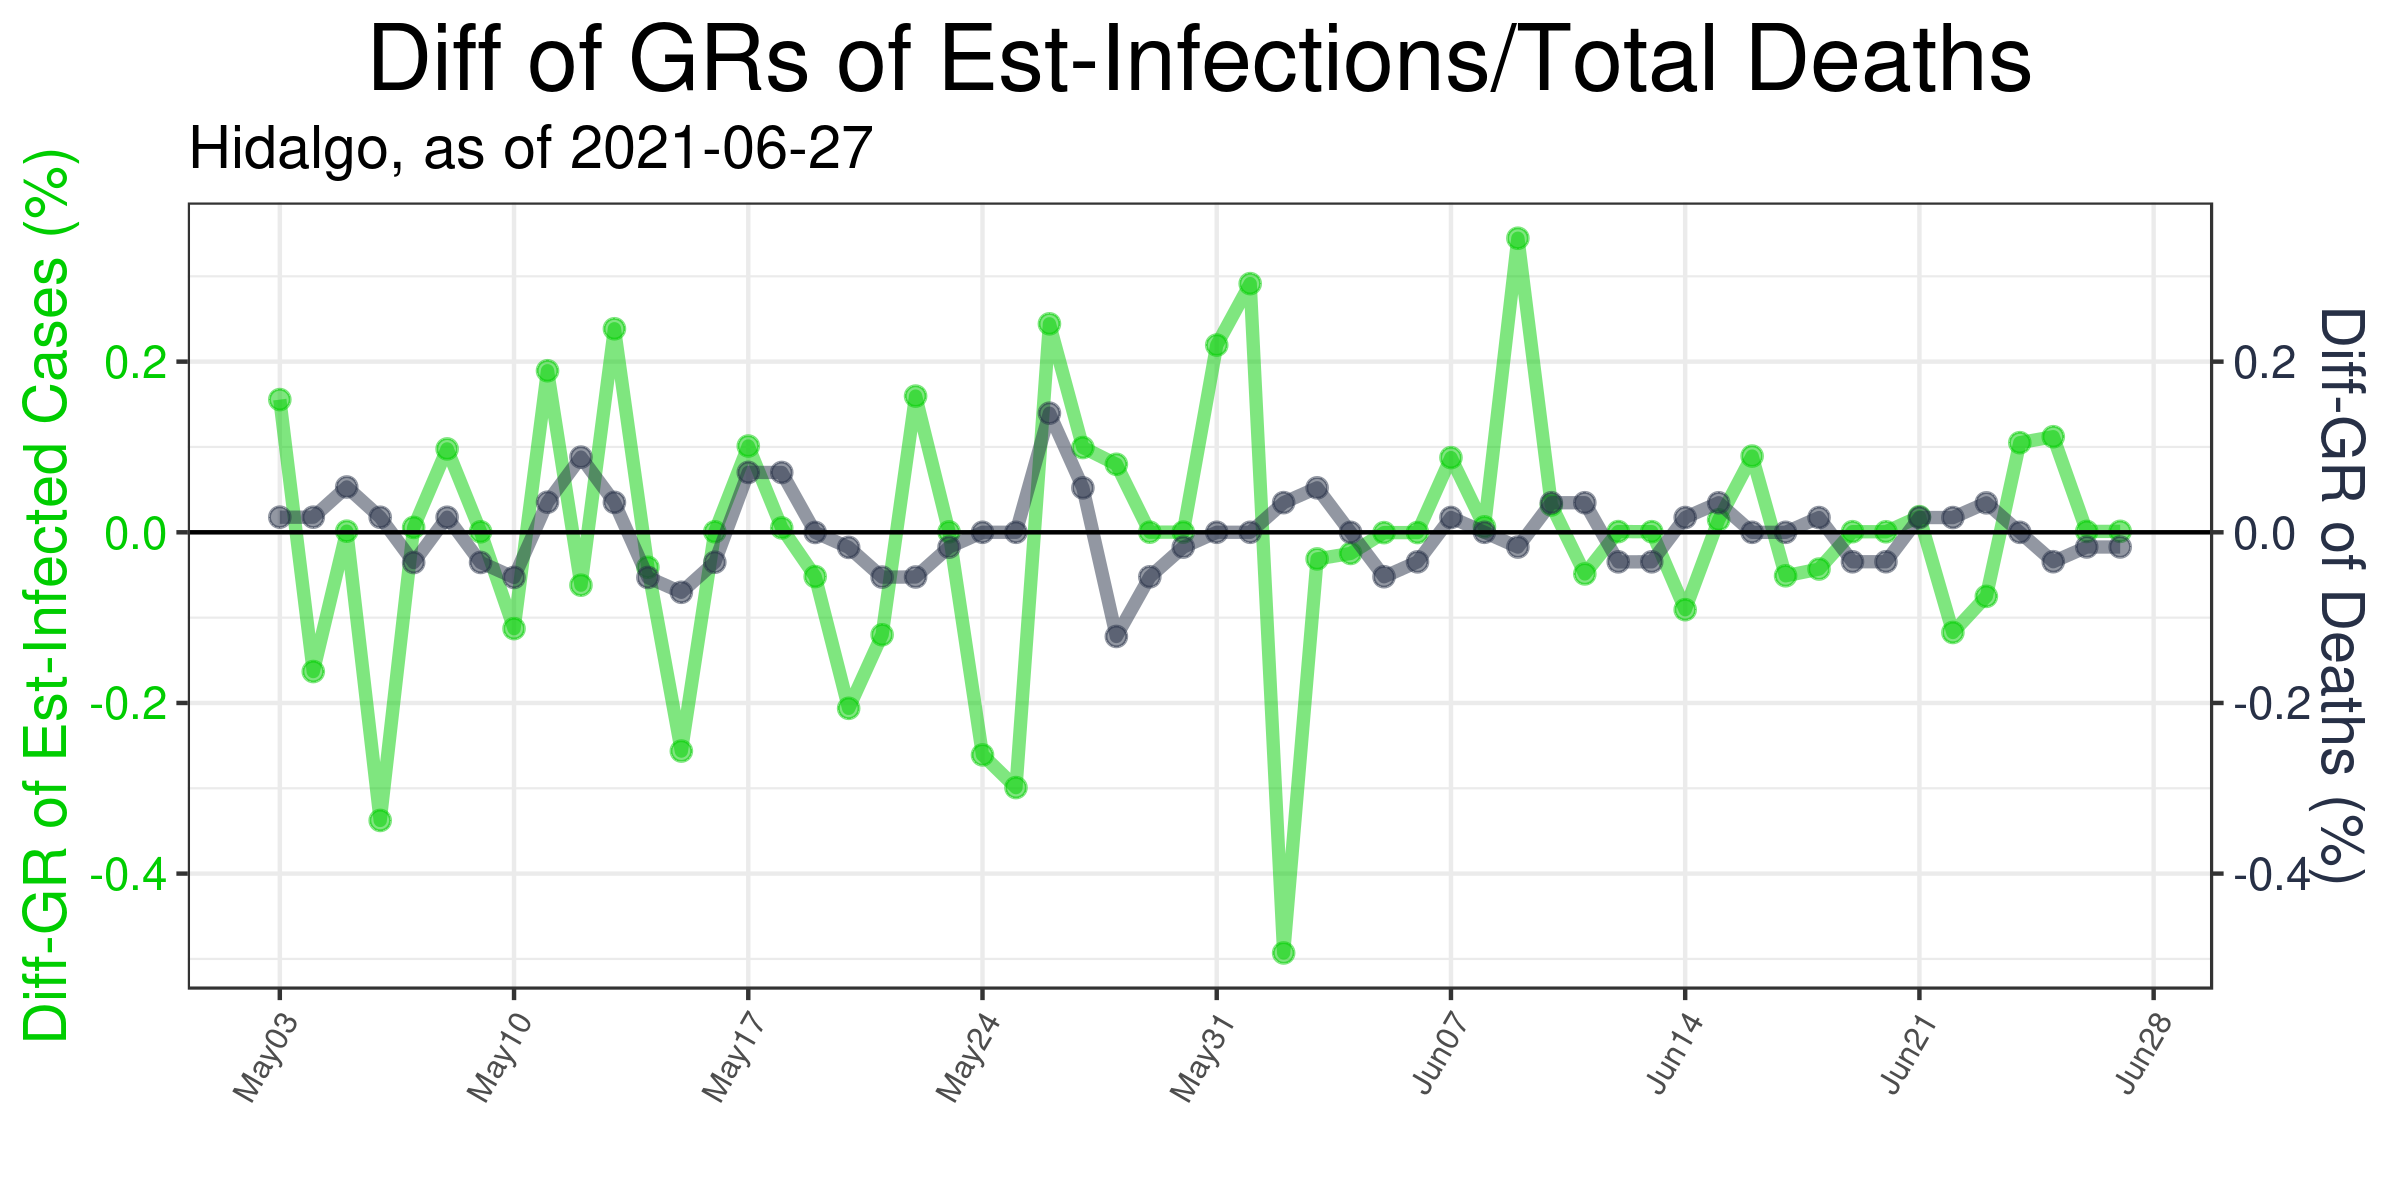 Diff of GRs of Est-Infections/Total Deaths
Hidalgo, as of 2021-06-27
Diff-GR of Est-Infected Cases (%)
0.2
0.0
-0.2
-0.4
0.2
0.0
-0.2
-0.4
Diff-GR of Deaths (%)
May03
May10
May17
May24
May31
Jun07
Jun14
Jun21
Jun28